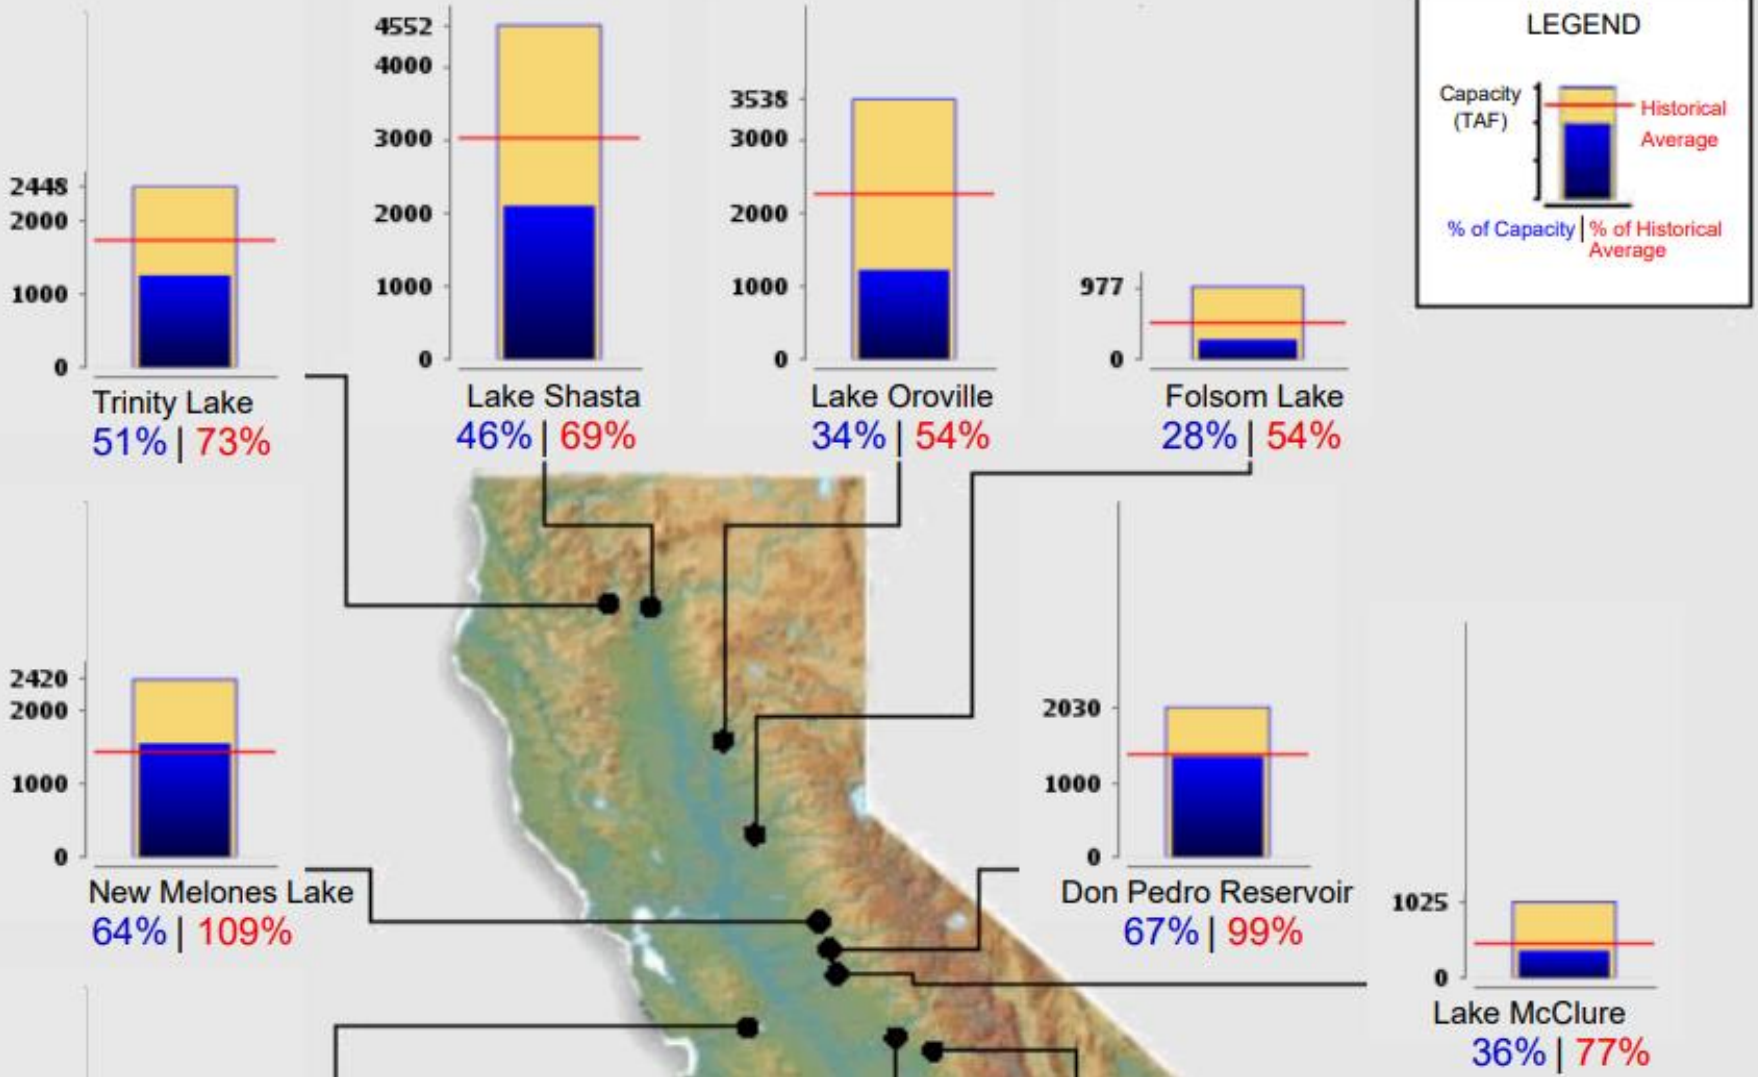 4552
4000
3000
2000
1000
0
Lake Shasta
46% | 69%
3538
3000
2000
1000
0
Lake Oroville
34% | 54%
977
0
Folsom Lake
28% | 54%
LEGEND
Capacity
(TAF)
Historical
Average
% of Capacity | % of Historical
Average
2448
2000
1000
0
Trinity Lake
51% | 73%
2420
2000
1000
0
New Melones Lake
64% | 109%
2030
1000
0
Don Pedro Reservoir
67% | 99%
1025
0
Lake McClure
36% | 77%